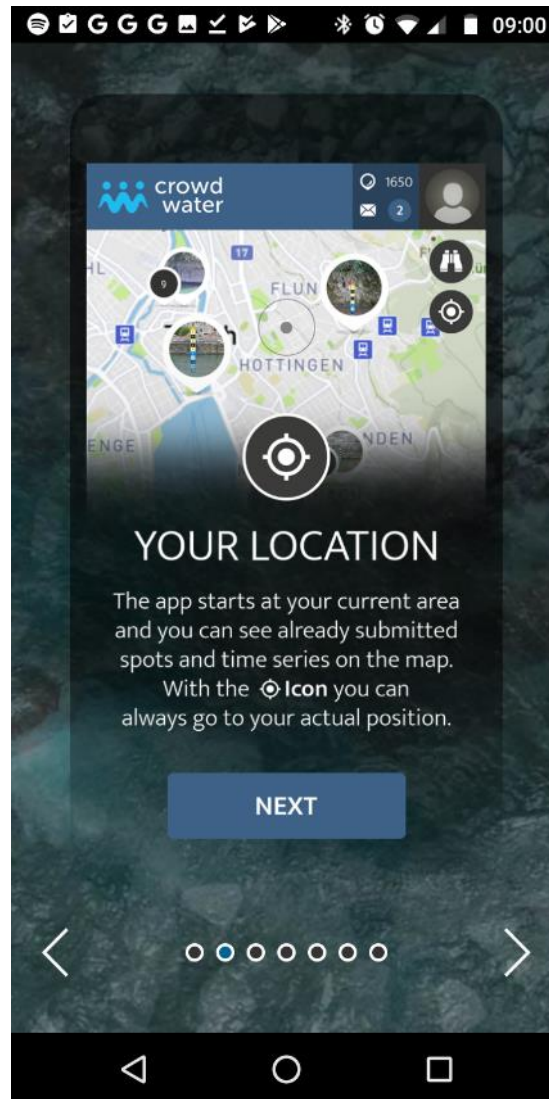 G G G 09:00
crowd
water
1650
2
17
9
FLUN
HOTTINGEN
ENGE
NDEN
YOUR LOCATION
The app starts at your current area
and you can see already submitted
spots and time series on the map.
With the Icon you can
always go to your actual position.
NEXT